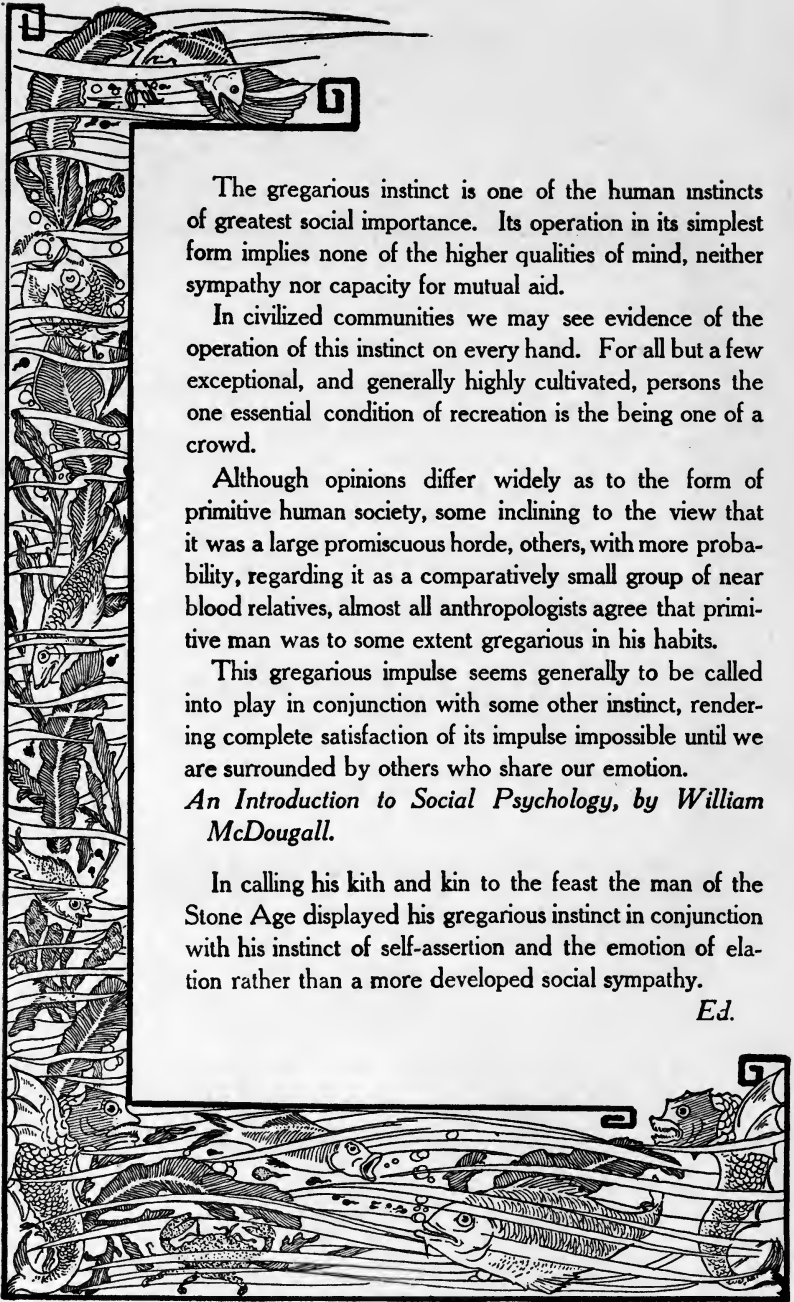 The gregarious instinct is one of the human instincts
of greatest social importance. Its operation in its simplest
form implies none of the higher qualities of mind, neither
sympathy nor capacity for mutual aid.
In civilized communities we may see evidence of the
operation of this instinct on every hand. For all but a few
exceptional, and generally highly cultivated, persons the
one essential condition of recreation is the being one of a
crowd.
Although opinions differ widely as to the form of
primitive human society, some inclining to the view that
it was a large promiscuous horde, others, with more proba-
bility, regarding it as a comparatively small group of near
blood relatives, almost all anthropologists agree that primi-
tive man was to some extent gregarious in his habits.
This gregarious impulse seems generally to be called
into play in conjunction with some other instinct, render-
ing complete satisfaction of its impulse impossible until we
are surrounded by others who share our emotion.
An Introduction to Social Psychology, by William
McDougall.
In calling his kith and kin to the feast the man of the
Stone Age displayed his gregarious instinct in conjunction
with his instinct of self-assertion and the emotion of ela-
tion rather than a more developed social sympathy.
Ed.